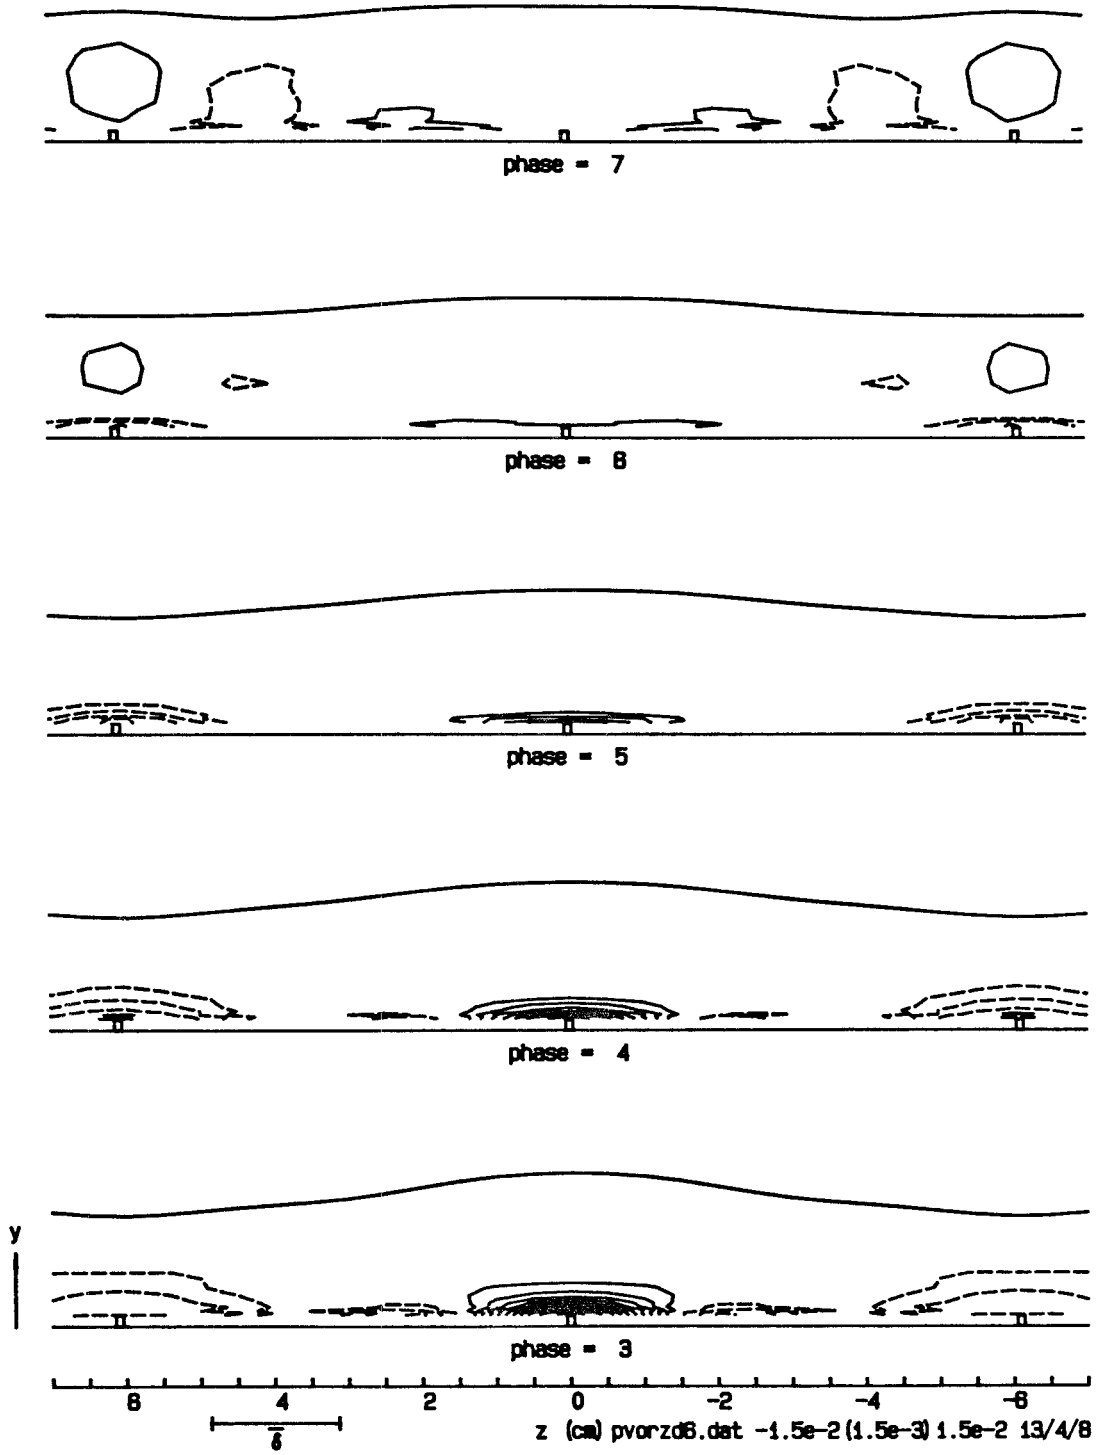 phase = 7
phase = 6
phase = 5
phase = 4
y
phase = 3
6 4 2 0 -2 -4 -6
δ̄
z (cm) pvorzd6.dat -1.5e-2(1.5e-3)1.5e-2 13/4/8